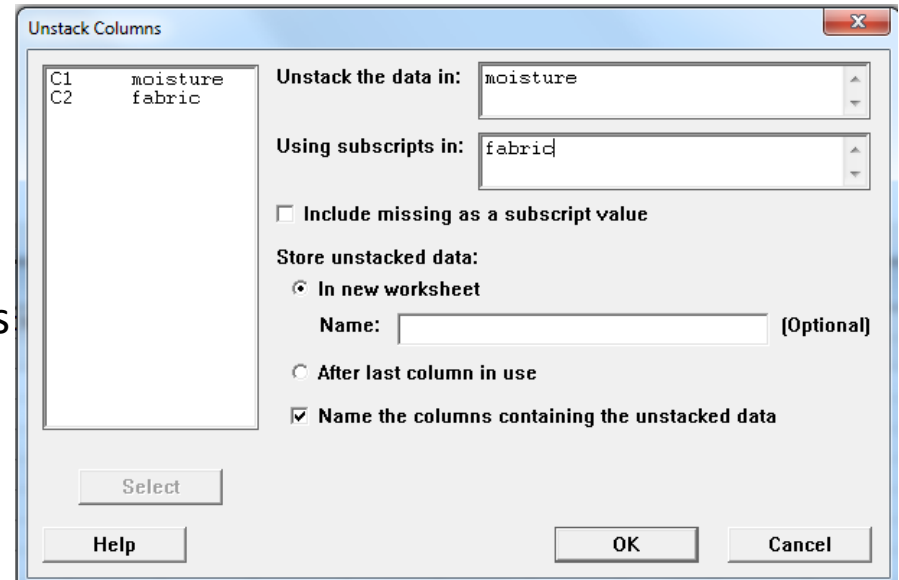 Unstack Columns
x
C1 moisture
C2 fabric
Unstack the data in: moisture
Using subscripts in: fabric
Include missing as a subscript value
Store unstacked data:
In new worksheet
s
Name: (Optional)
After last column in use
Name the columns containing the unstacked data
Select
Help OK Cancel